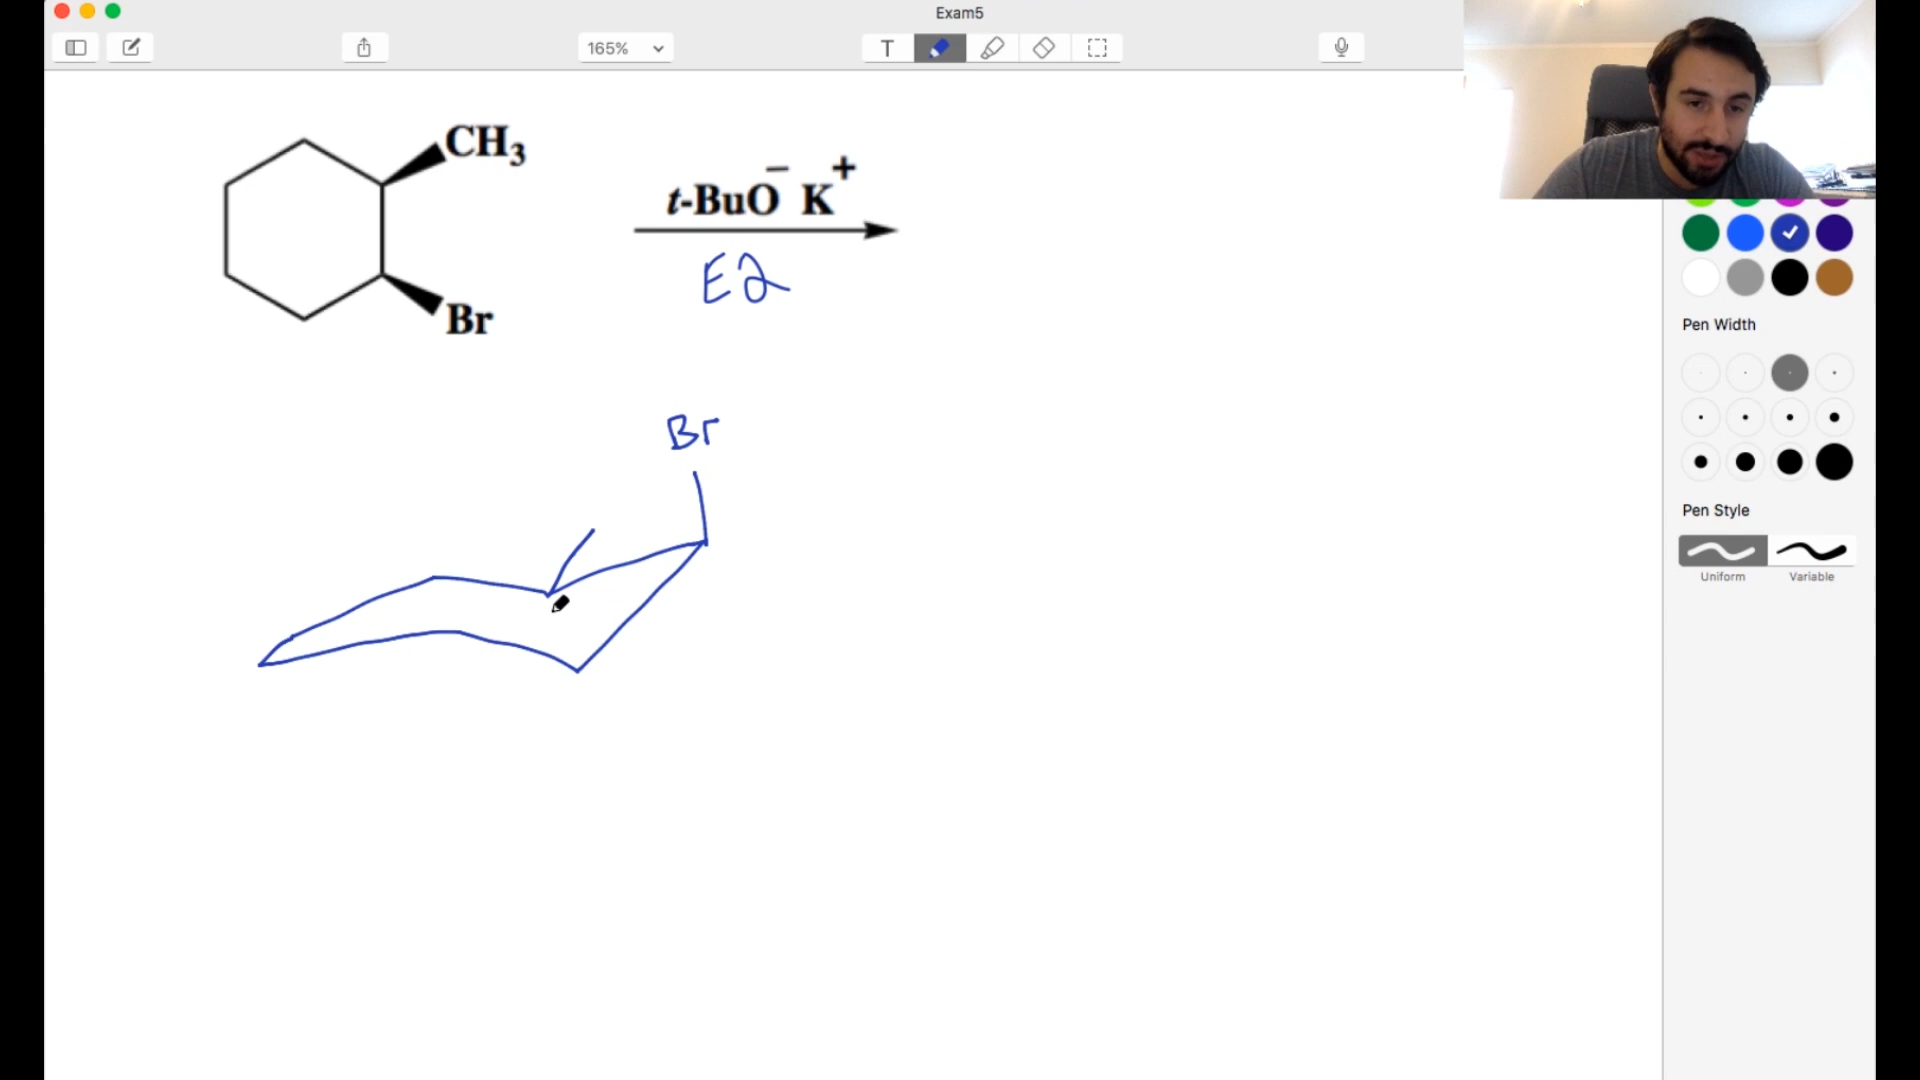 Exam5
165%
T
CH3
t-BuO− K+
E2
Br
Br
Pen Width
Pen Style
Uniform
Variable